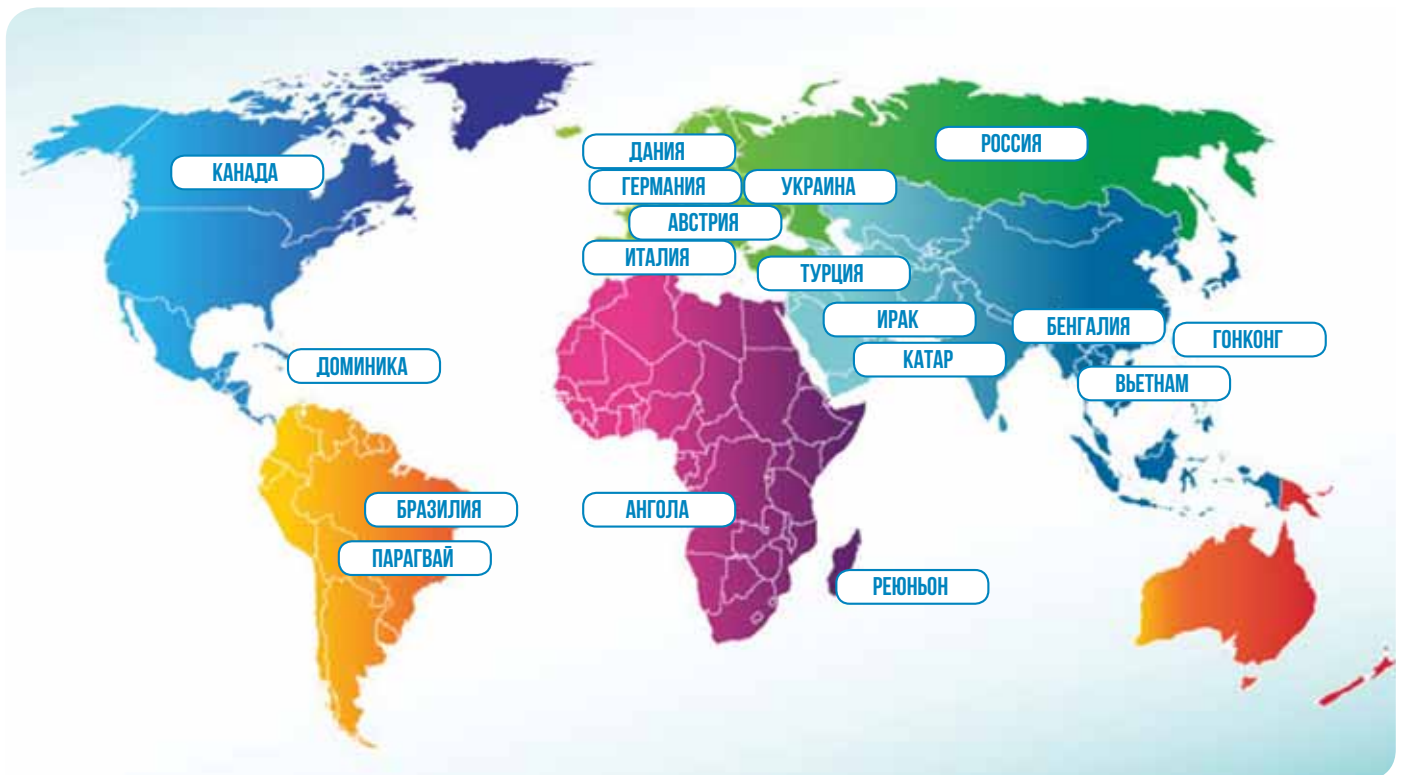 ДАНИЯ
РОССИЯ
КАНАДА
ГЕРМАНИЯ
УКРАИНА
АВСТРИЯ
ИТАЛИЯ
ТУРЦИЯ
ИРАК
БЕНГАЛИЯ
ГОНКОНГ
КАТАР
ДОМИНИКА
ВЬЕТНАМ
БРАЗИЛИЯ
АНГОЛА
ПАРАГВАЙ
РЕЮНЬОН